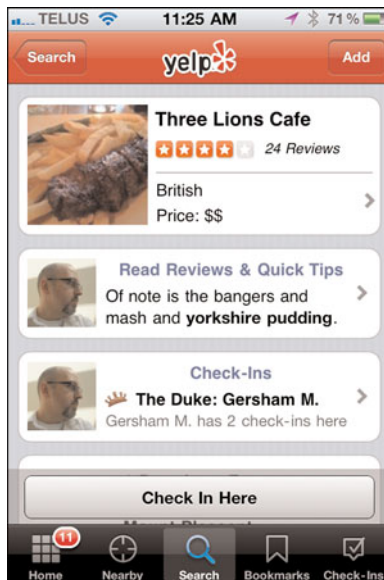 TELUS 11:25 AM 71%
Search yelp Add
Three Lions Cafe
24 Reviews
British
Price: $$
Read Reviews & Quick Tips
Of note is the bangers and
mash and yorkshire pudding.
Check-Ins
The Duke: Gersham M.
Gersham M. has 2 check-ins here
Check In Here
11
Home Nearby Search Bookmarks Check-Ins